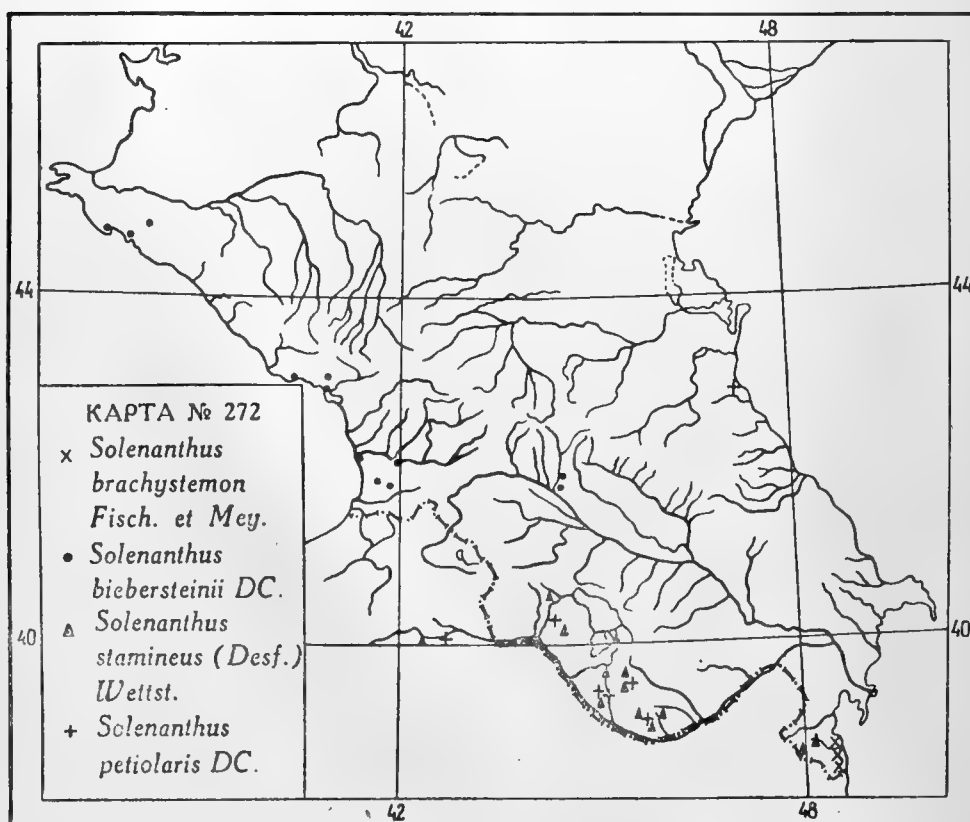 42 48
44 44
КАРТА № 272
x Solenanthus
brachystemon
Fisch. et Mey.
• Solenanthus
biebersteinii DC.
40 Solenanthus 40
stamineus (Desf.)
Wettst.
+ Solenanthus
petiolaris DC.
42 48